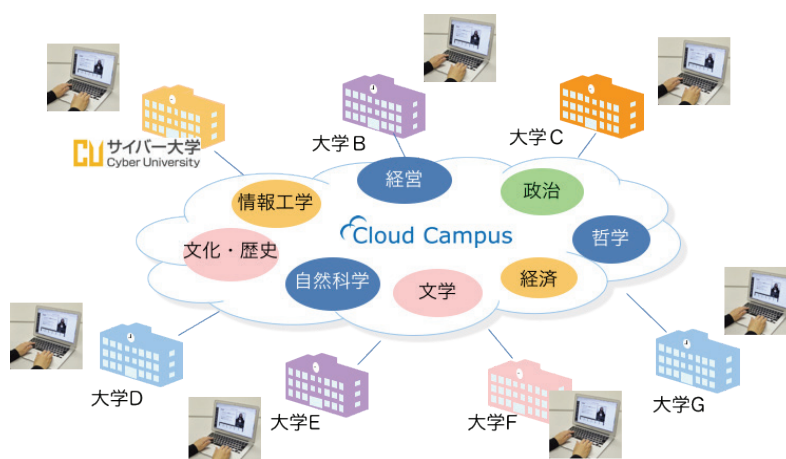 CU サイバー大学
Cyber University
大学B
大学C
経営
政治
情報工学
Cloud Campus
哲学
文化・歴史
自然科学
文学
経済
大学D
大学E
大学F
大学G